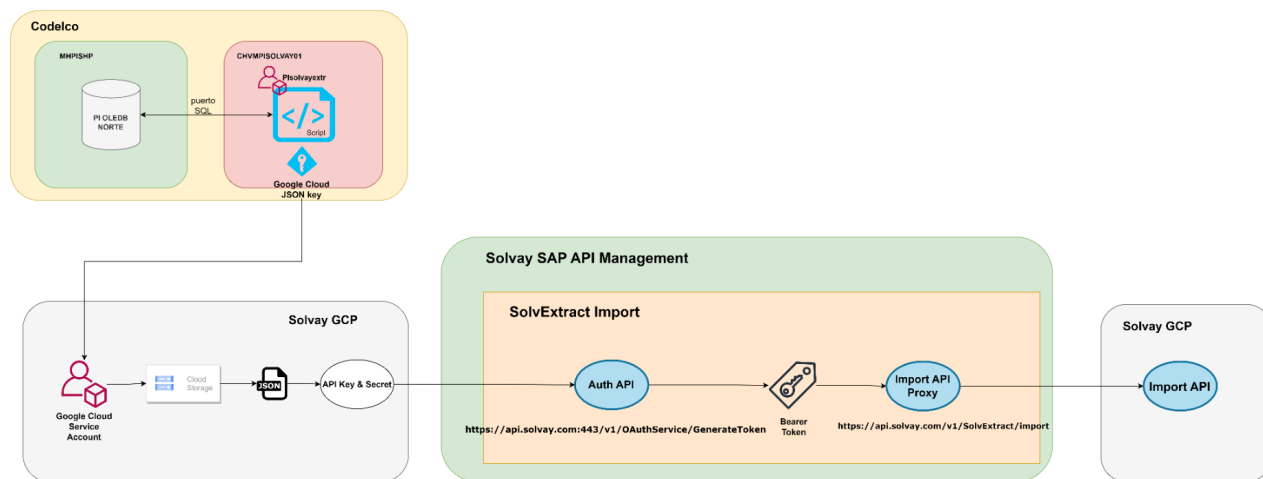 Codelco
MHPISHP
PI OLEDB
NORTE
puerto
SQL
CHVMPISOLVAY01
PIsolvayextr
Script
Google Cloud
JSON key
Solvay GCP
Google Cloud
Service
Account
Cloud
Storage
JSON
API Key & Secret
Solvay SAP API Management
SolvExtract Import
Auth API
https://api.solvay.com:443/v1/OAuthService/GenerateToken
Bearer
Token
Import API
Proxy
https://api.solvay.com/v1/SolvExtract/import
Solvay GCP
Import API